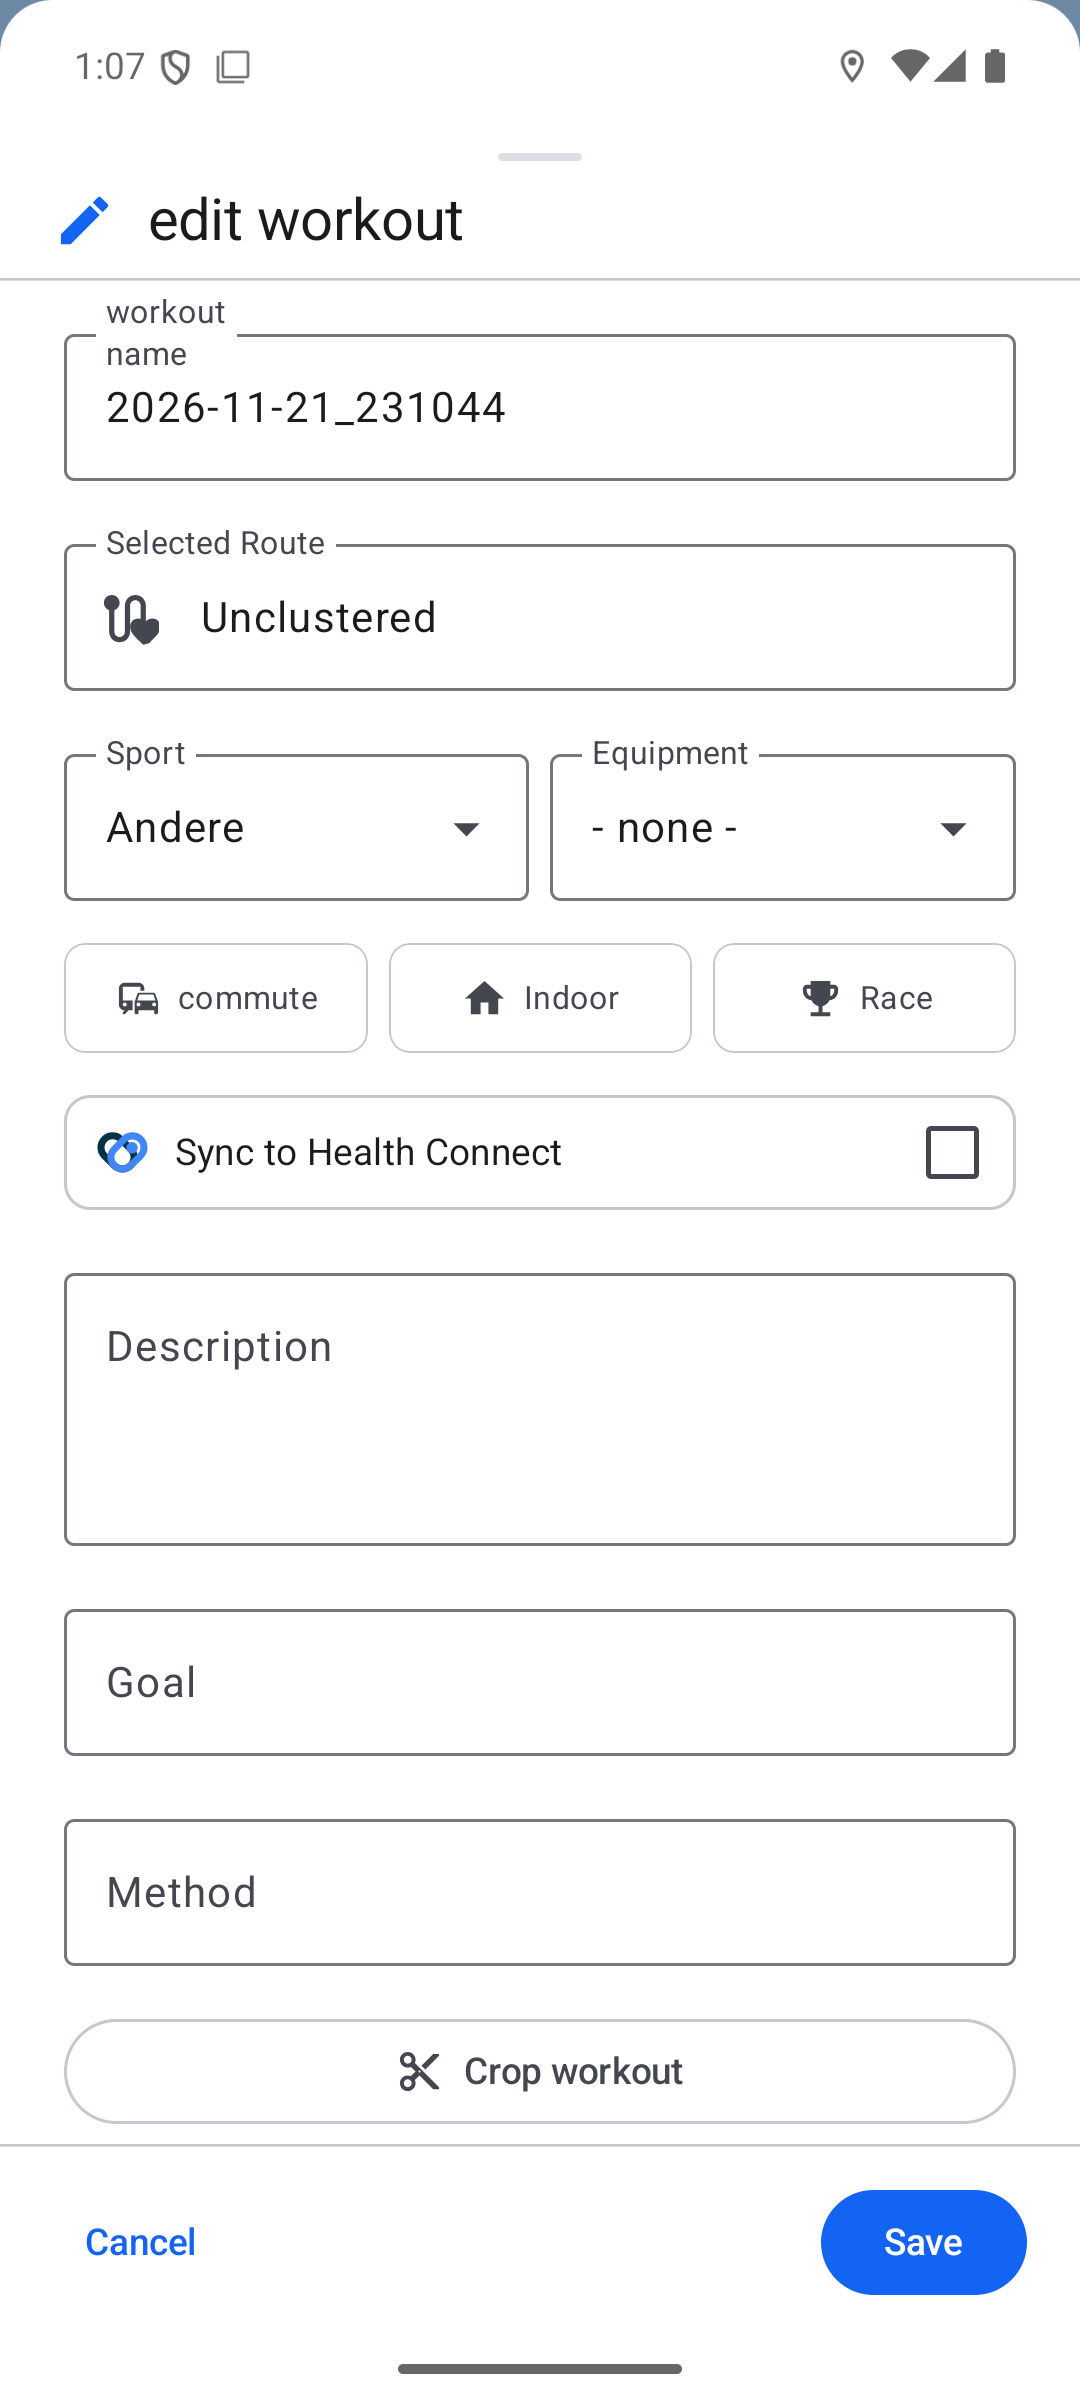 1:07
edit workout
workout
name
2026-11-21_231044
Selected Route
Unclustered
Sport
Equipment
Andere
- none -
commute
Indoor
Race
Sync to Health Connect
Description
Goal
Method
Crop workout
Cancel
Save